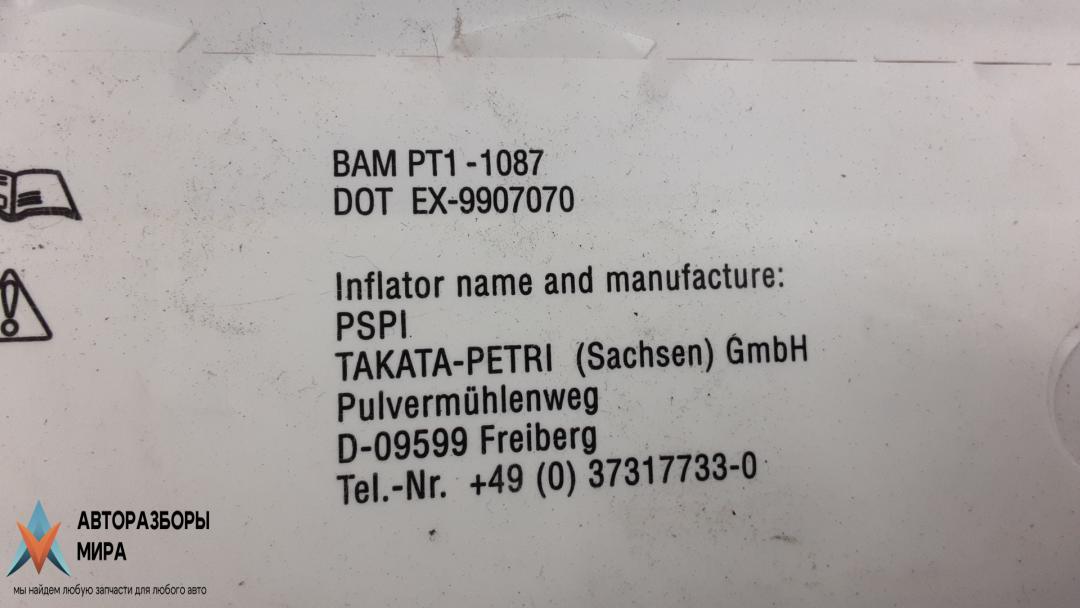 BAM PT1-1087
DOT EX-9907070
Inflator name and manufacture:
PSPI
TAKATA-PETRI (Sachsen) GmbH
Pulvermühlenweg
D-09599 Freiberg
Tel.-Nr. +49 (0) 37317733-0
АВТОРАЗБОРЫ
МИРА
мы найдем любую запчасти для любого авто